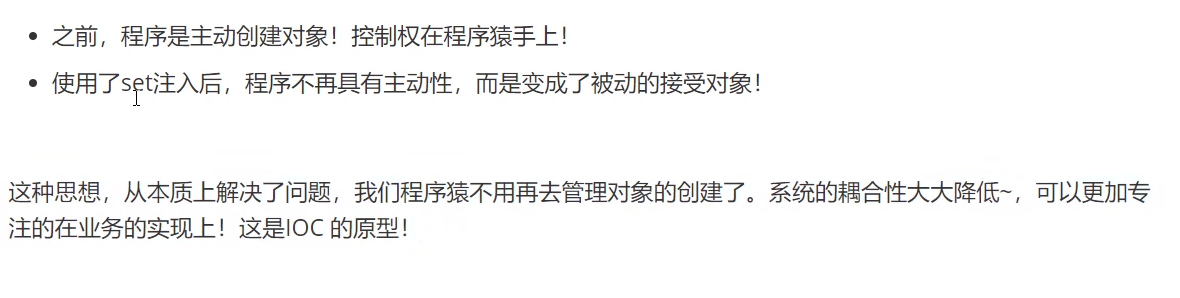 之前，程序是主动创建对象！控制权在程序猿手上！
使用了set注入后，程序不再具有主动性，而是变成了被动的接受对象！
这种思想，从本质上解决了问题，我们程序猿不用再去管理对象的创建了。系统的耦合性大大降低~，可以更加专
注的在业务的实现上！这是IOC 的原型！